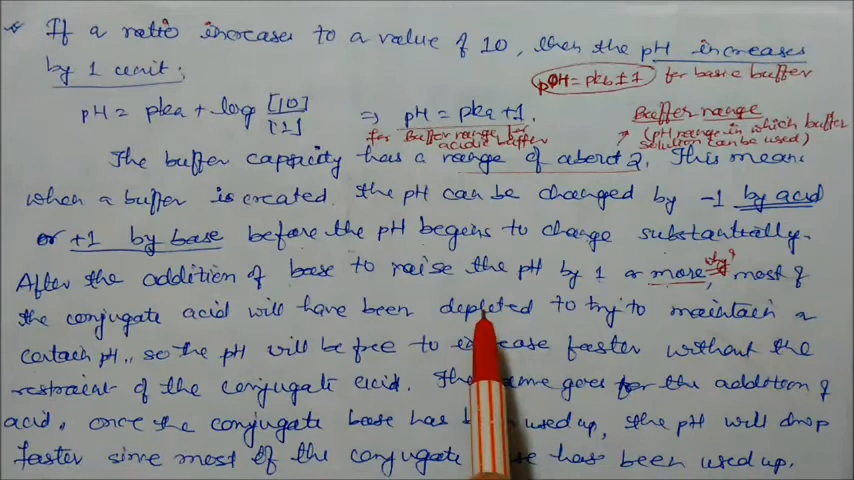 * If a ratio increases to a value of 10, then the pH increases
by 1 unit;
pOH = pkb ± 1 for basic buffer
pH = pka + log [10]/[1] ⇒ pH = pka + 1.
for Buffer range for
acidic buffer
Buffer range
(pH range in which buffer
solution can be used)
The buffer capacity has a range of about 2. This means
when a buffer is created. The pH can be changed by -1 by acid
or +1 by base before the pH begins to change substantially.
After the addition of base to raise the pH by 1 or more, most of
the conjugate acid will have been depleted to try to maintain a
certain pH, so the pH will be free to increase faster without the
restraint of the conjugate acid. The same goes for the addition of
acid. once the conjugate base has used up, the pH will drop
faster since most of the conjugate has been used up.